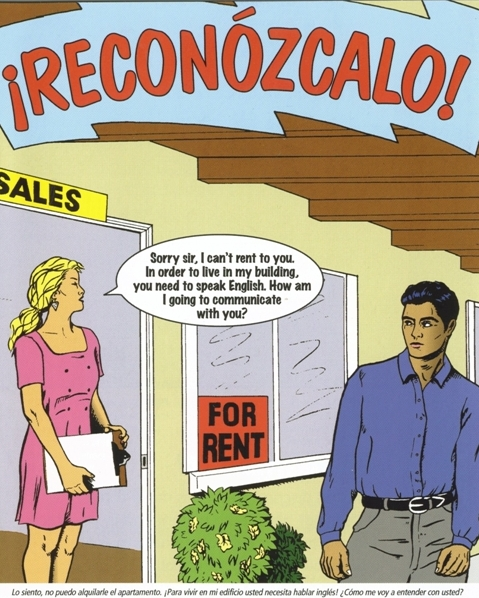 ¡RECONÓZCALO!
SALES
Sorry sir, I can't rent to you.
In order to live in my building,
you need to speak English. How am
I going to communicate
with you?
FOR
RENT
Lo siento, no puedo alquilarle el apartamento. ¡Para vivir en mi edificio usted necesita hablar inglés! ¿Cómo me voy a entender con usted?